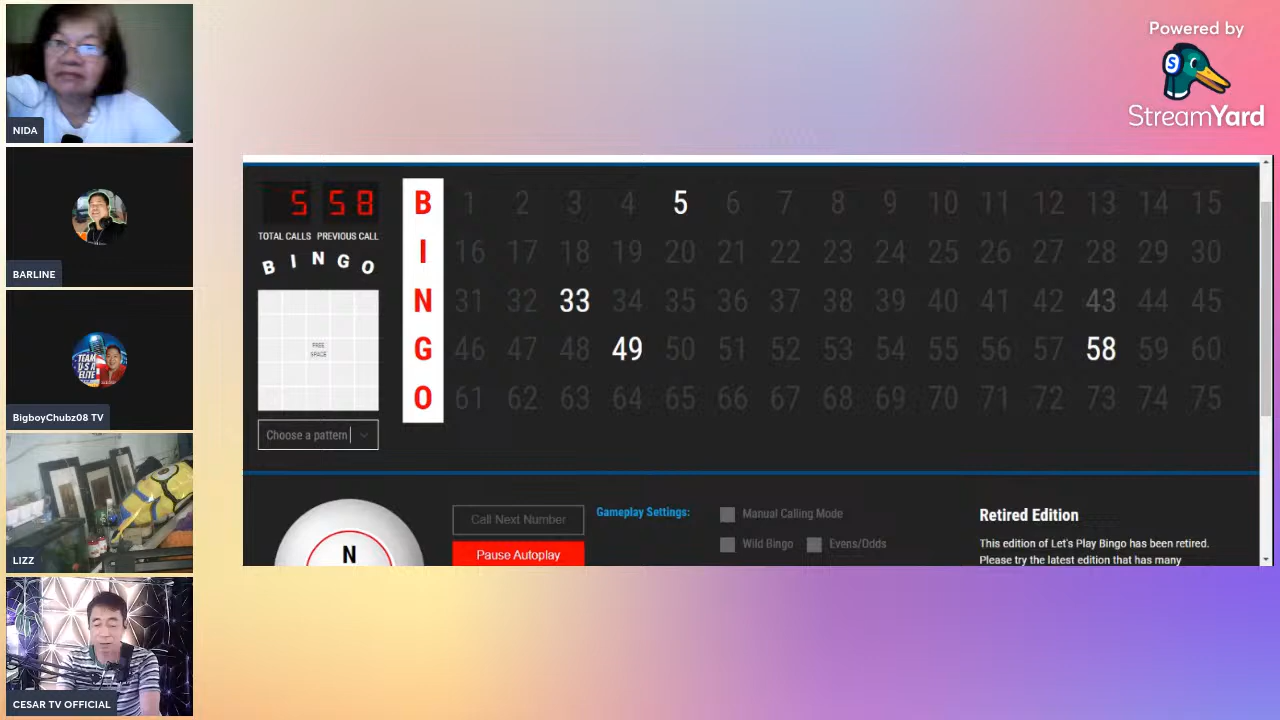 Powered by
StreamYard
NIDA
BARLINE
TEAM
U-S A
ELITE
BigboyChubz08 TV
LIZZ
CESAR TV OFFICIAL
5 58
TOTAL CALLS PREVIOUS CALL
B I N G O
FREE
SPACE
Choose a pattern
B 1 2 3 4 5 6 7 8 9 10 11 12 13 14 15
I 16 17 18 19 20 21 22 23 24 25 26 27 28 29 30
N 31 32 33 34 35 36 37 38 39 40 41 42 43 44 45
G 46 47 48 49 50 51 52 53 54 55 56 57 58 59 60
O 61 62 63 64 65 66 67 68 69 70 71 72 73 74 75
N
Call Next Number
Pause Autoplay
Gameplay Settings:
Manual Calling Mode
Wild Bingo Evens/Odds
Retired Edition
This edition of Let's Play Bingo has been retired.
Please try the latest edition that has many